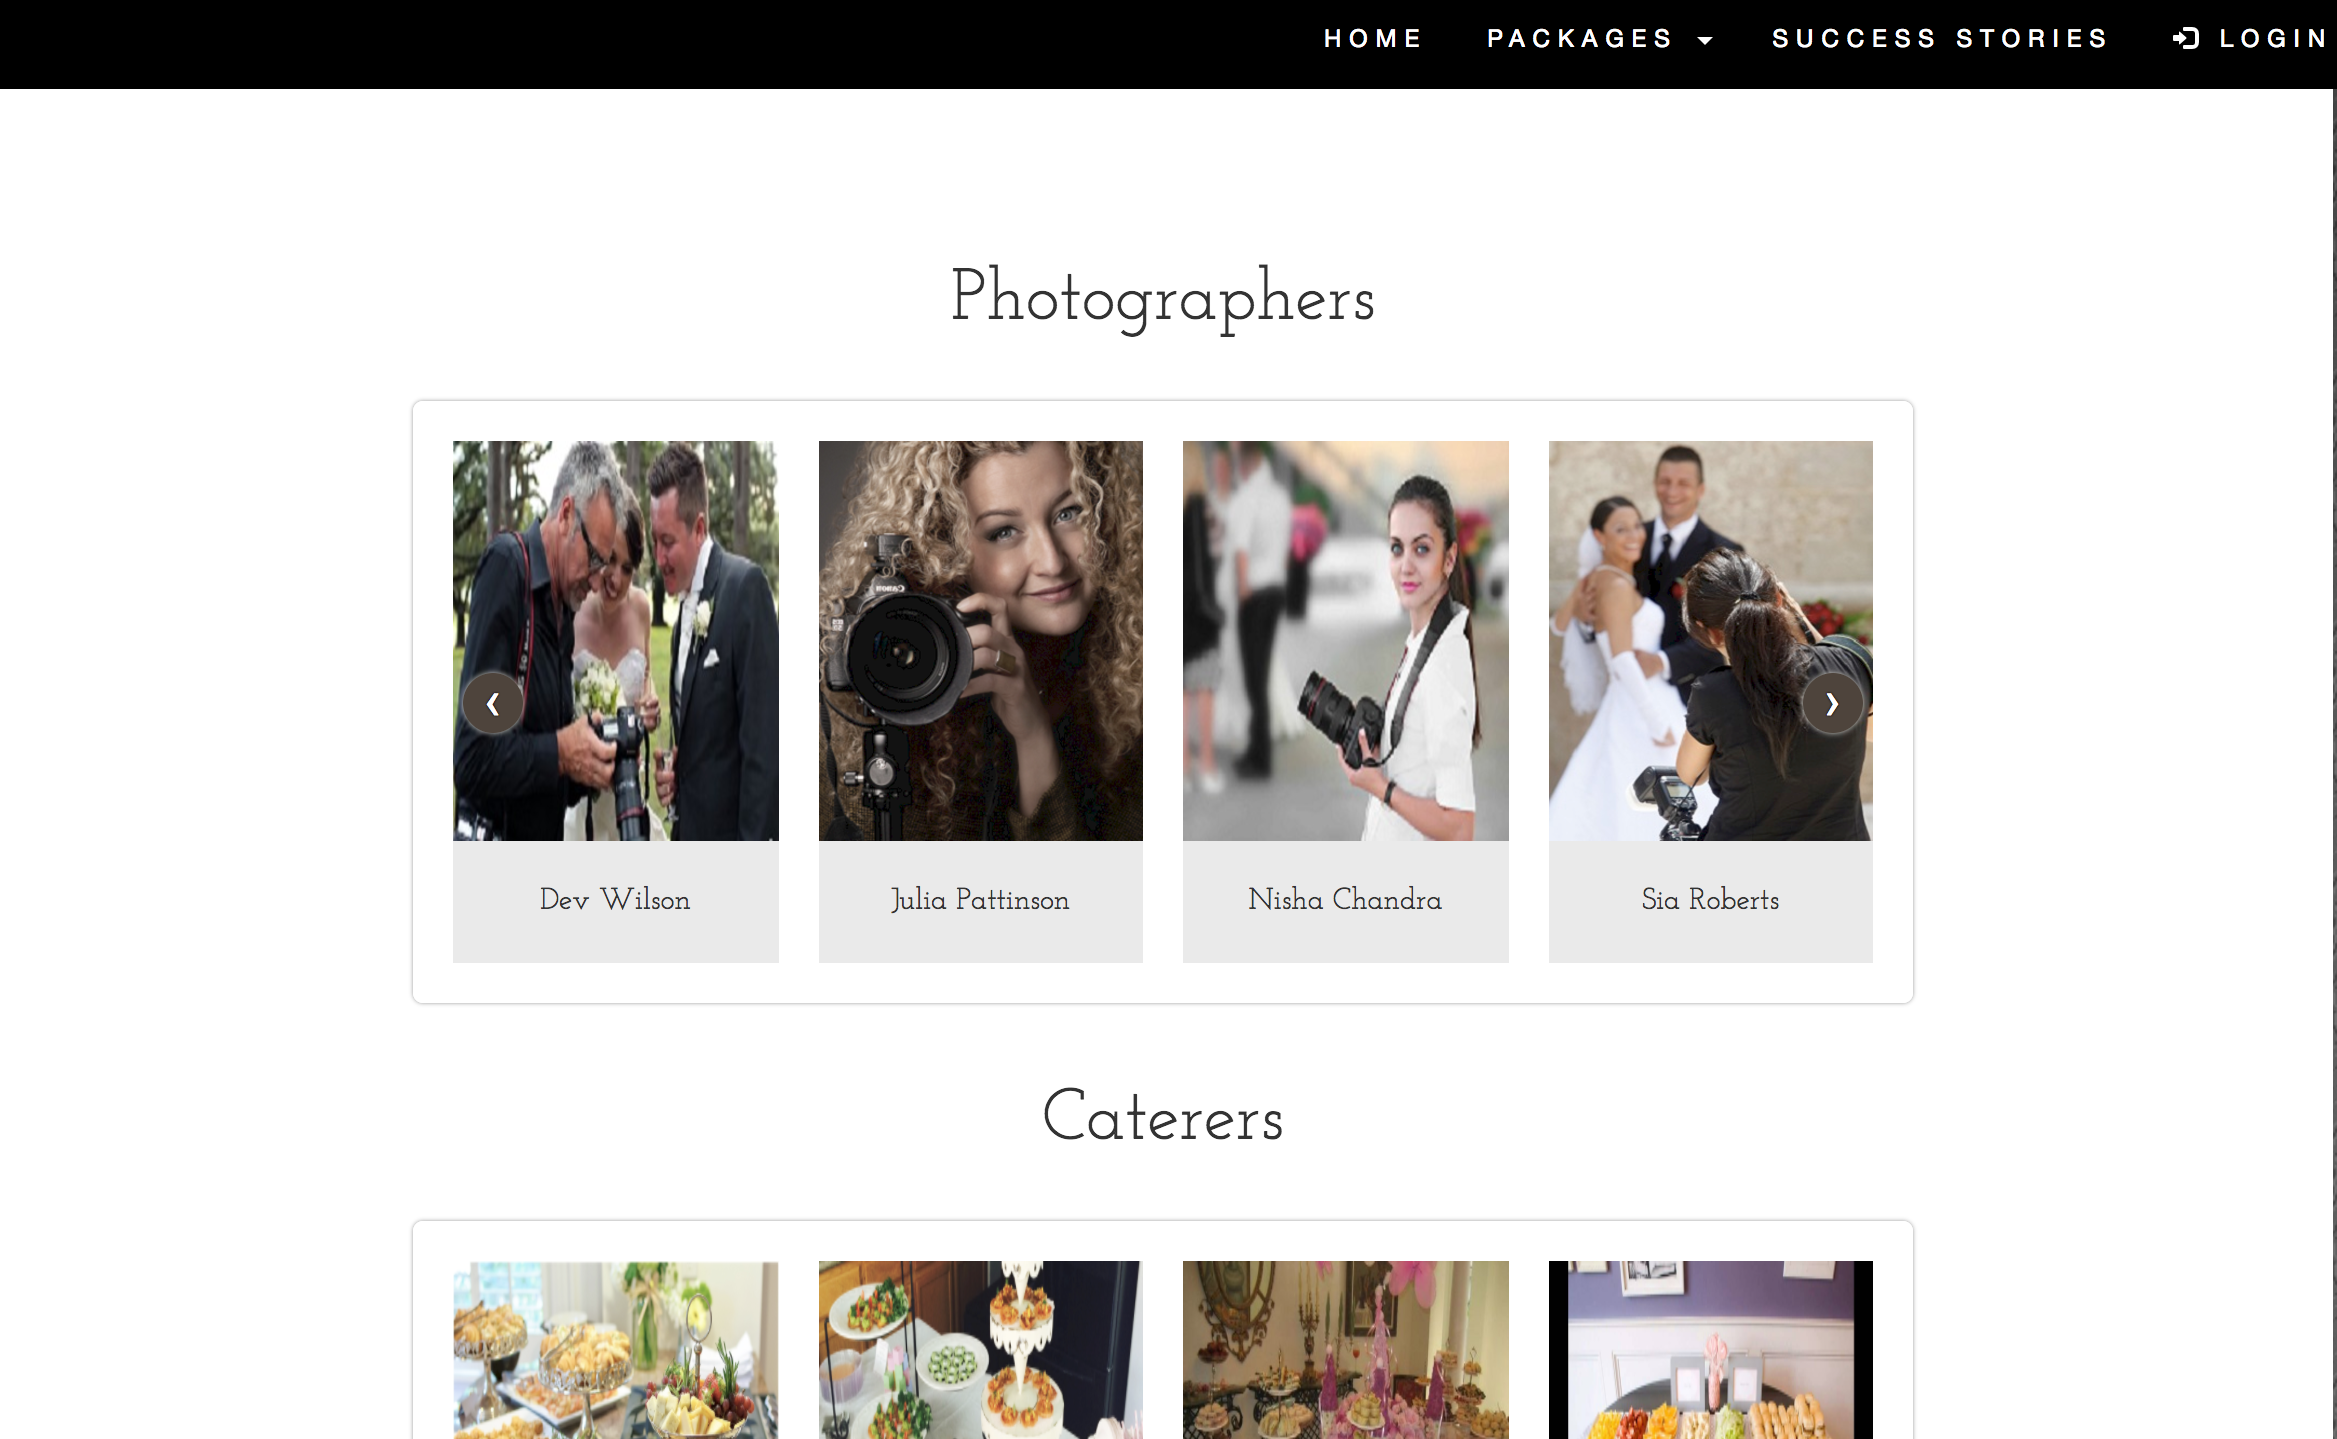 HOME PACKAGES SUCCESS STORIES LOGIN
Photographers
Dev Wilson Julia Pattinson Nisha Chandra Sia Roberts
Caterers